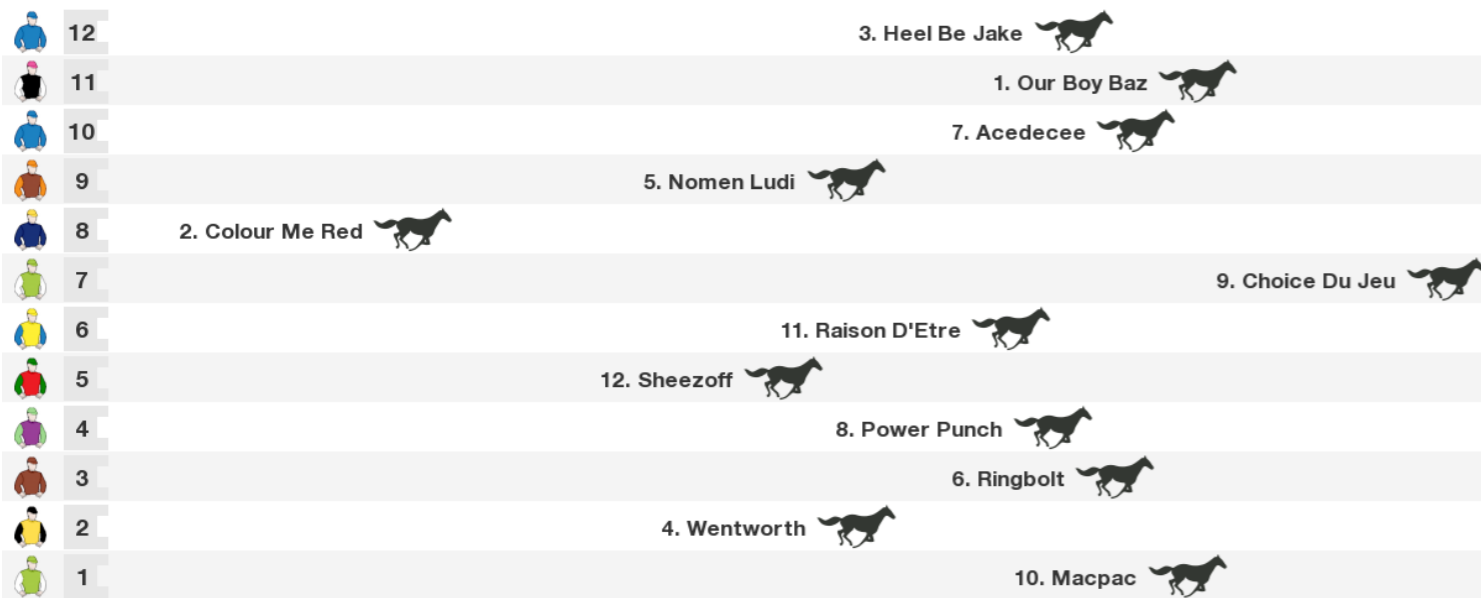 12 3. Heel Be Jake
11 1. Our Boy Baz
10 7. Acedecee
9 5. Nomen Ludi
8 2. Colour Me Red
7 9. Choice Du Jeu
6 11. Raison D'Etre
5 12. Sheezoff
4 8. Power Punch
3 6. Ringbolt
2 4. Wentworth
1 10. Macpac